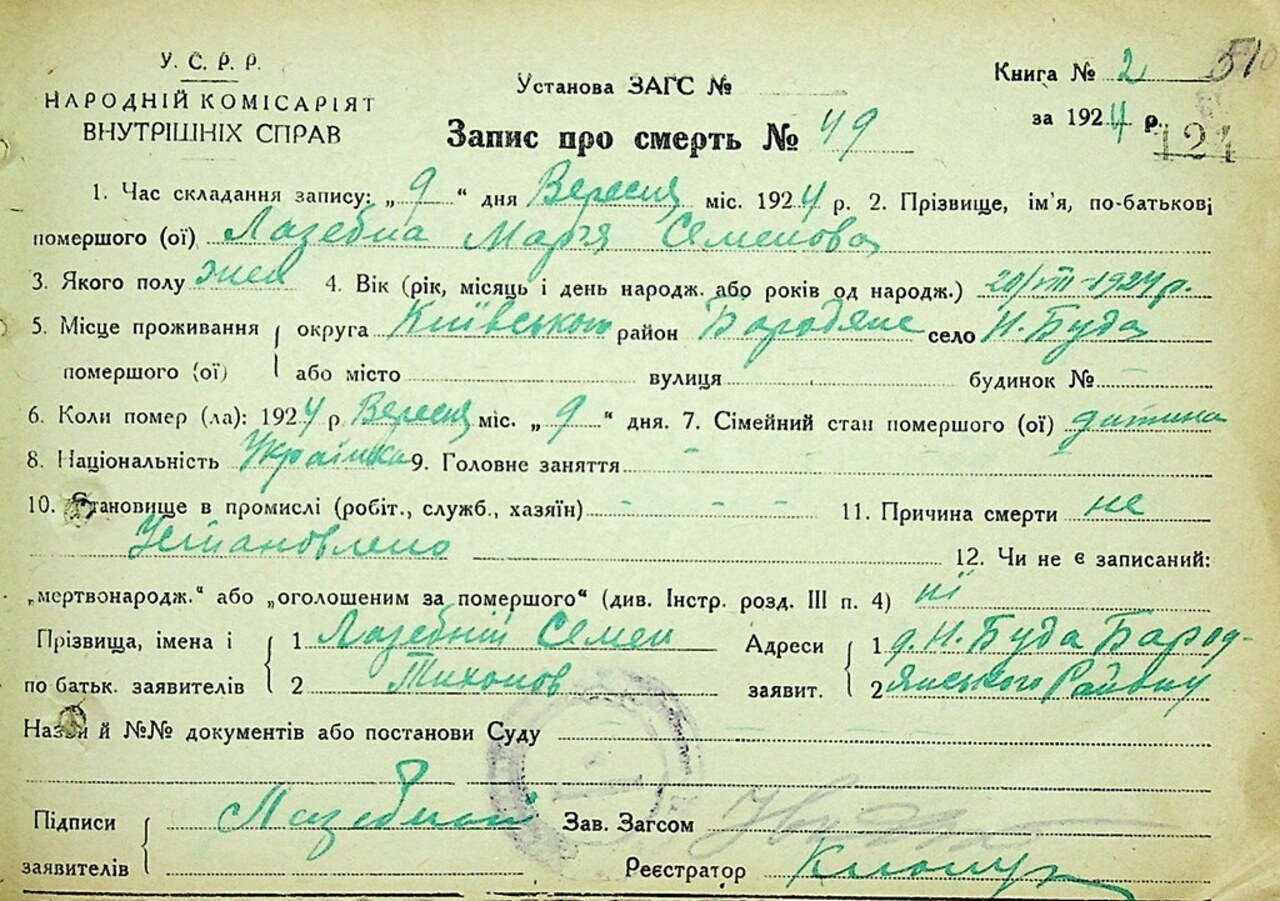 У. С. Р. Р.
НАРОДНІЙ КОМІСАРІЯТ
ВНУТРІШНІХ СПРАВ
Установа ЗАГС №
Запис про смерть № 49
Книга № 2 510
за 1924 р.
124
1. Час складання запису: „ 9 “ дня Вересня міс. 1924 р. 2. Прізвище, ім'я, по-батькові
помершого (ої) Лазебна Мар'я Семенова
3. Якого полу жен 4. Вік (рік, місяць і день народж. або років од народж.) 20/VIII-1924 р.
5. Місце проживання округа Київського район Бородянс село Н. Буда
помершого (ої) або місто вулиця будинок №
6. Коли помер (ла): 1924 р Вересня міс. „ 9 “ дня. 7. Сімейний стан помершого (ої) дитина
8. Національність Українка 9. Головне заняття
10. Становище в промислі (робіт., служб., хазяїн) 11. Причина смерти не
Установлено 12. Чи не є записаний:
„мертвонародж.“ або „оголошеним за помершого“ (див. Інстр. розд. III п. 4) ні
Прізвища, імена і 1 Лазебній Семен Адреси 1 д. Н. Буда Бород-
по батьк. заявителів 2 Тихонов заявит. 2 янського Району
Назви й №№ документів або постанови Суду
Підписи Лазебний Зав. Загсом
заявителів Реєстратор